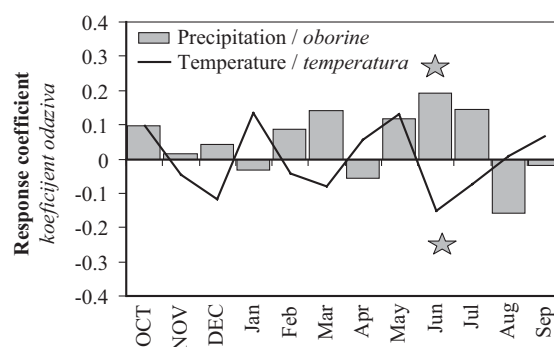 0.4
0.3
0.2
0.1
0
-0.1
-0.2
-0.3
-0.4
Response coefficient
koeficijent odaziva
Precipitation / oborine
Temperature / temperatura
OCT
NOV
DEC
Jan
Feb
Mar
Apr
May
Jun
Jul
Aug
Sep